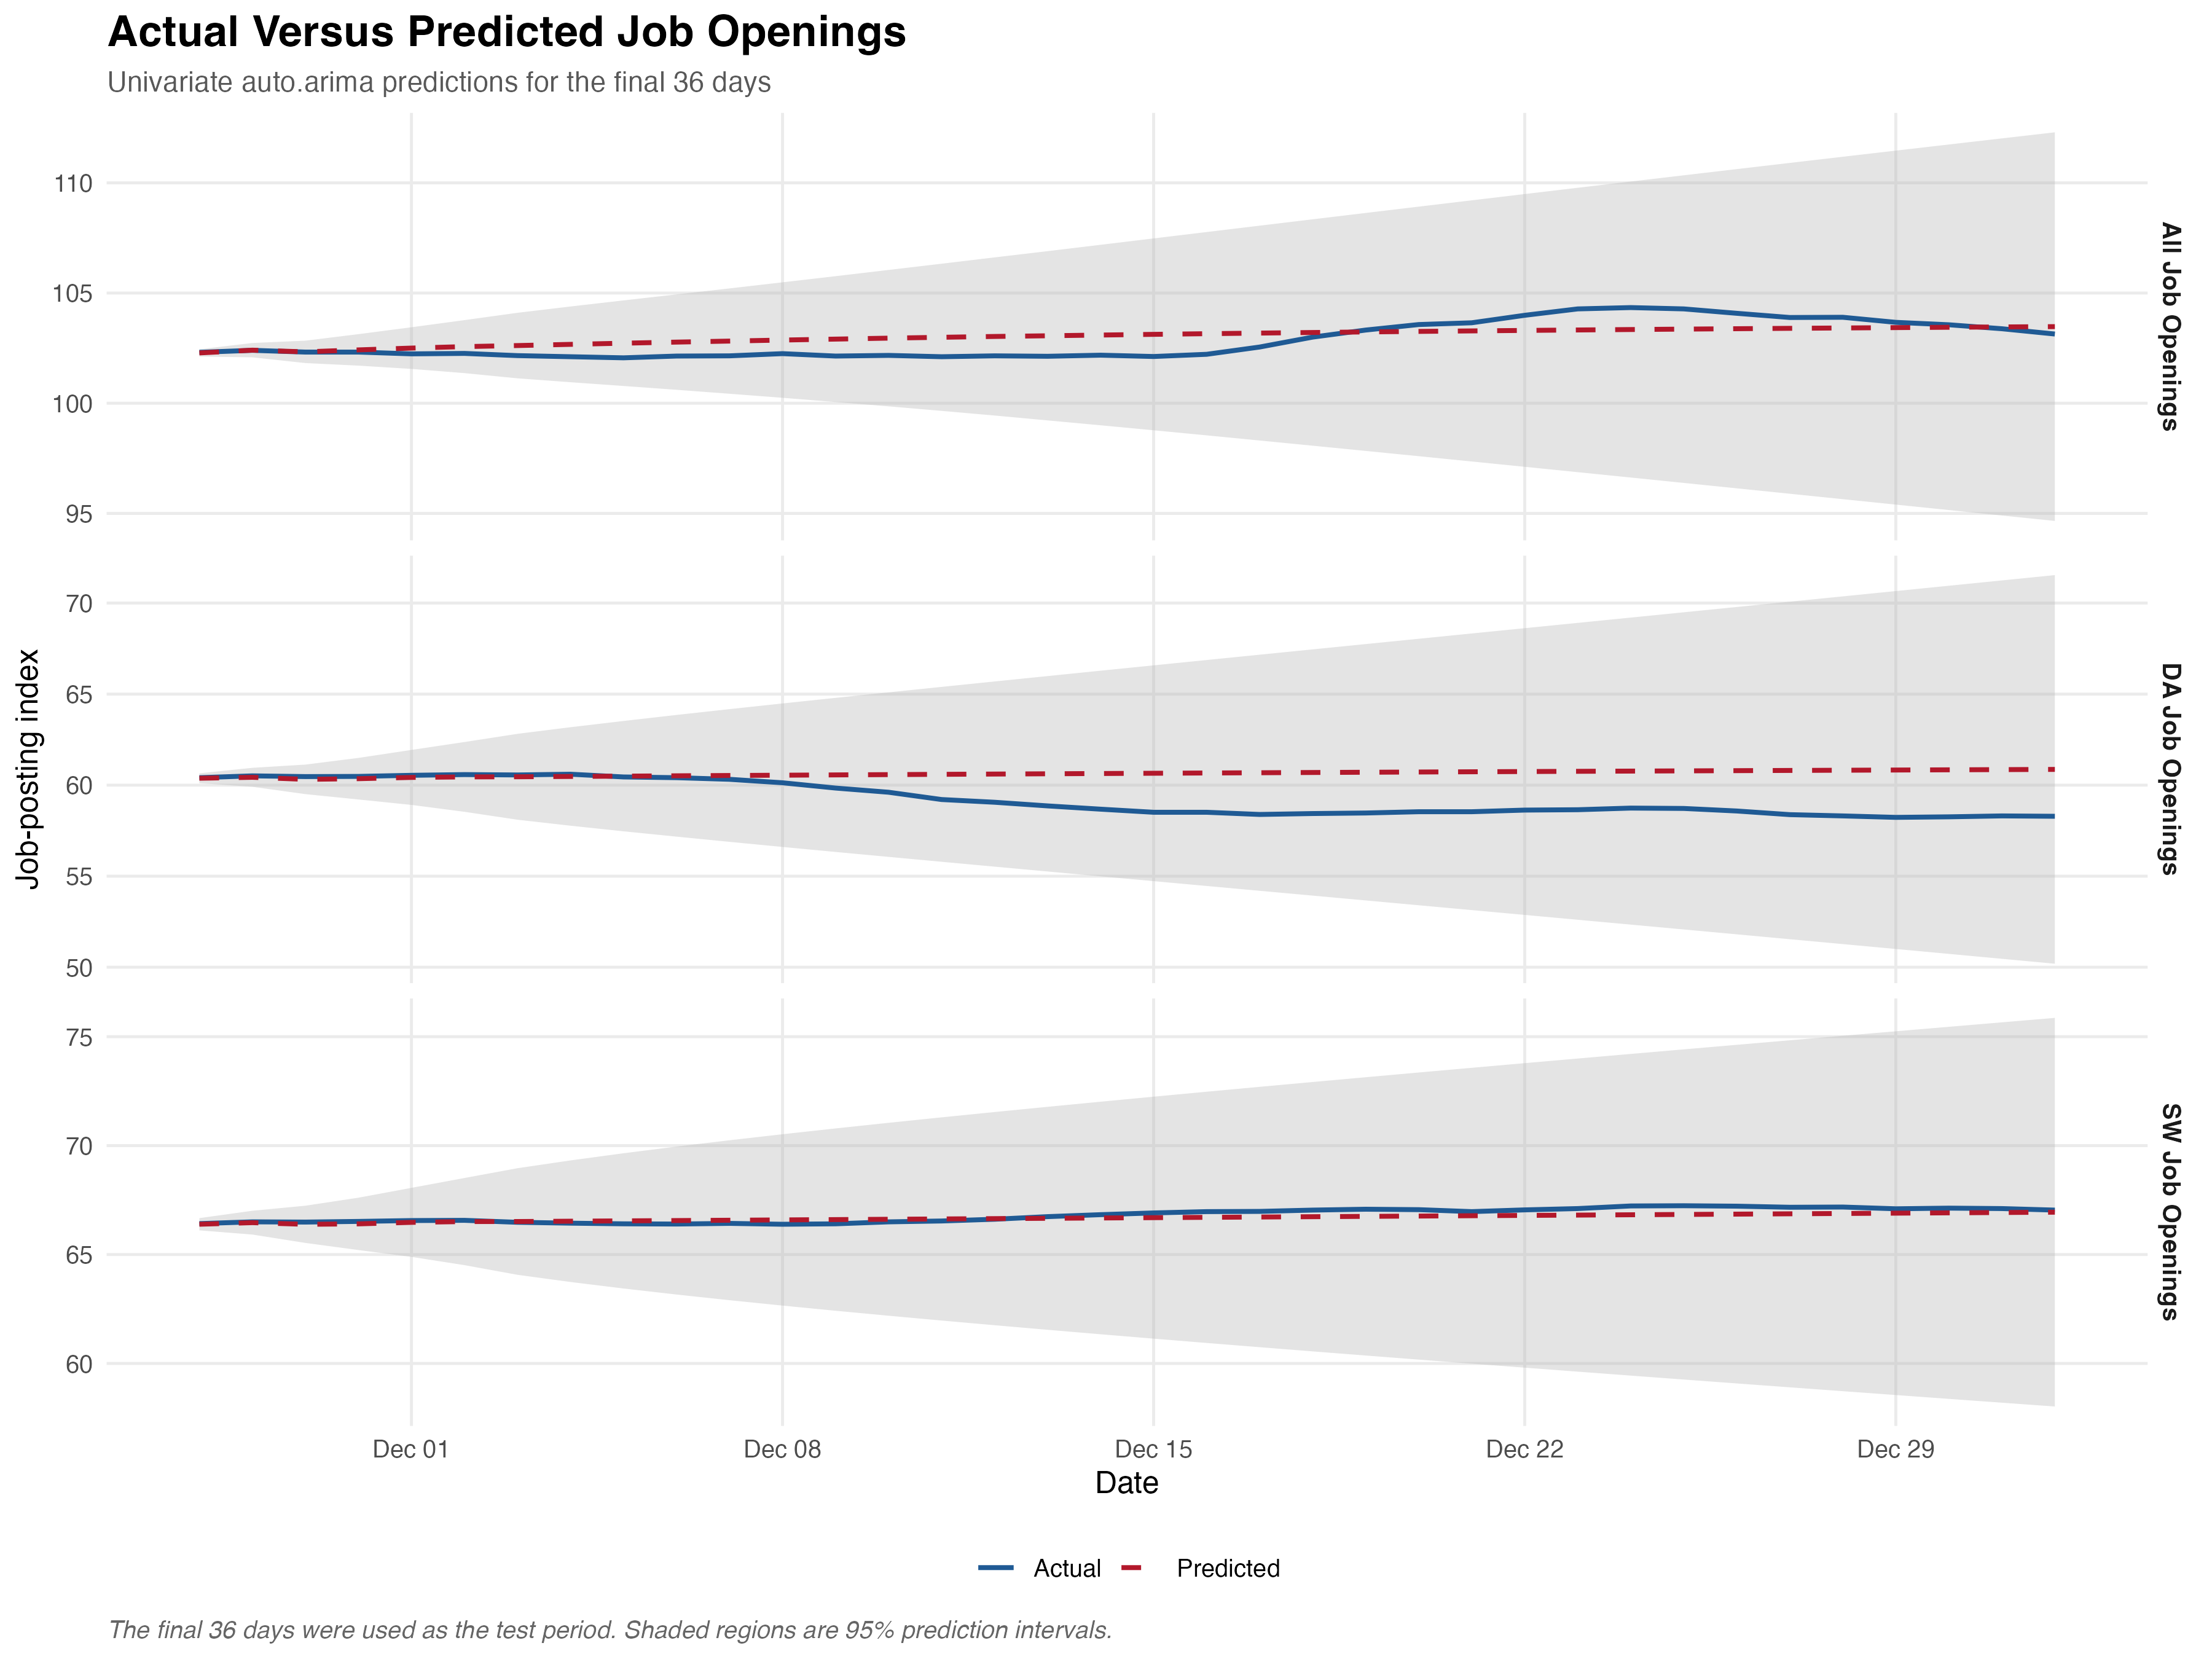 Actual Versus Predicted Job Openings
Univariate auto.arima predictions for the final 36 days
Job-posting index
110
105
100
95
All Job Openings
70
65
60
55
50
DA Job Openings
75
70
65
60
SW Job Openings
Dec 01
Dec 08
Dec 15
Dec 22
Dec 29
Date
Actual
Predicted
The final 36 days were used as the test period. Shaded regions are 95% prediction intervals.